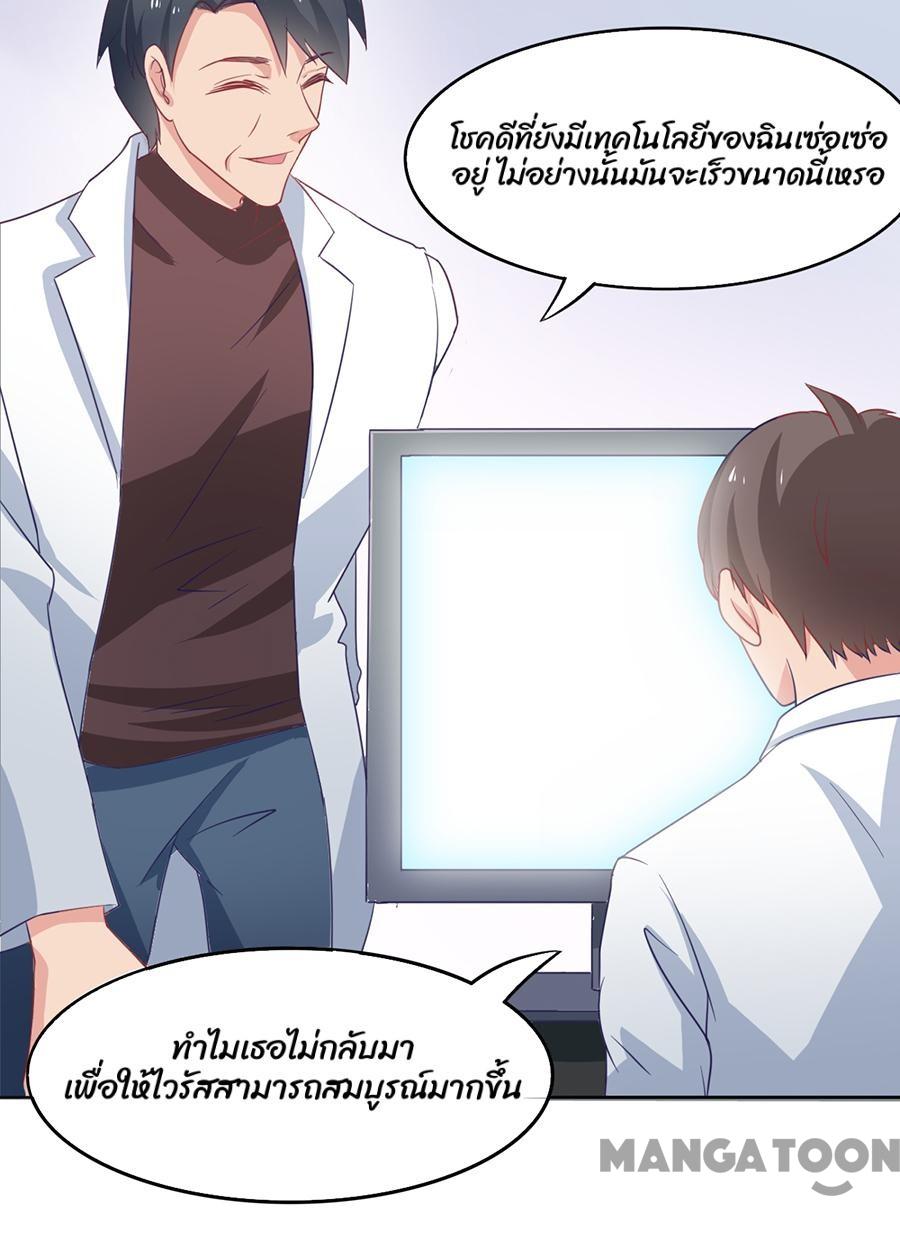 โชคดีที่ยังมีเทคโนโลยีของฉินเซ่อเซ่อ
อยู่ ไม่อย่างนั้นมันจะเร็วขนาดนี้เหรอ
ทำไมเธอไม่กลับมา
เพื่อให้ไวรัสสามารถสมบูรณ์มากขึ้น
MANGATOON